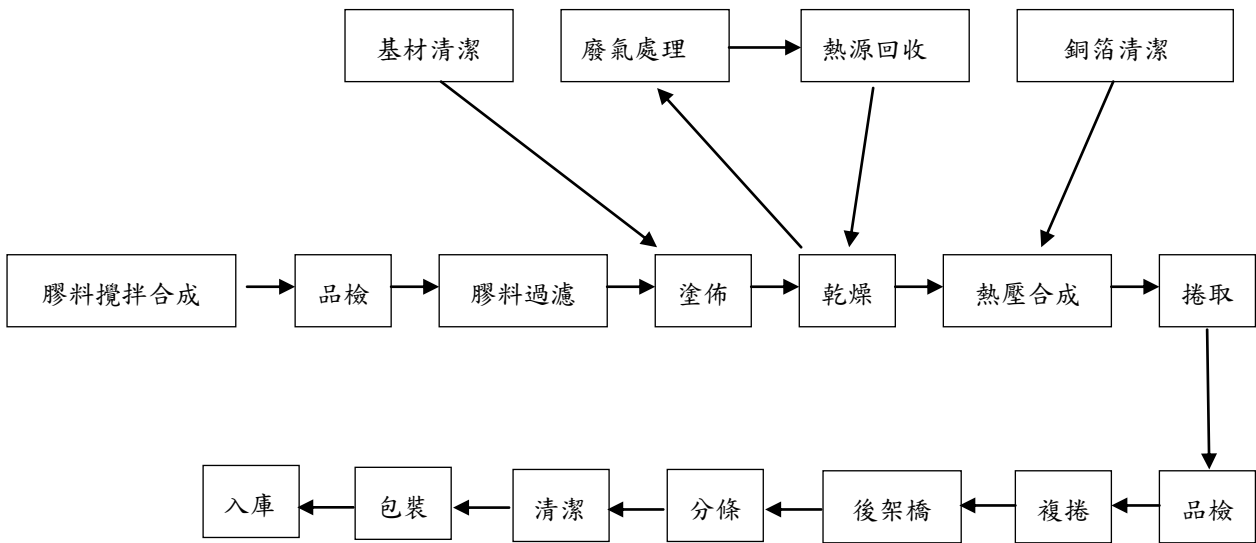 基材清潔
廢氣處理
熱源回收
銅箔清潔
膠料攪拌合成
品檢
膠料過濾
塗佈
乾燥
熱壓合成
捲取
入庫
包裝
清潔
分條
後架橋
複捲
品檢